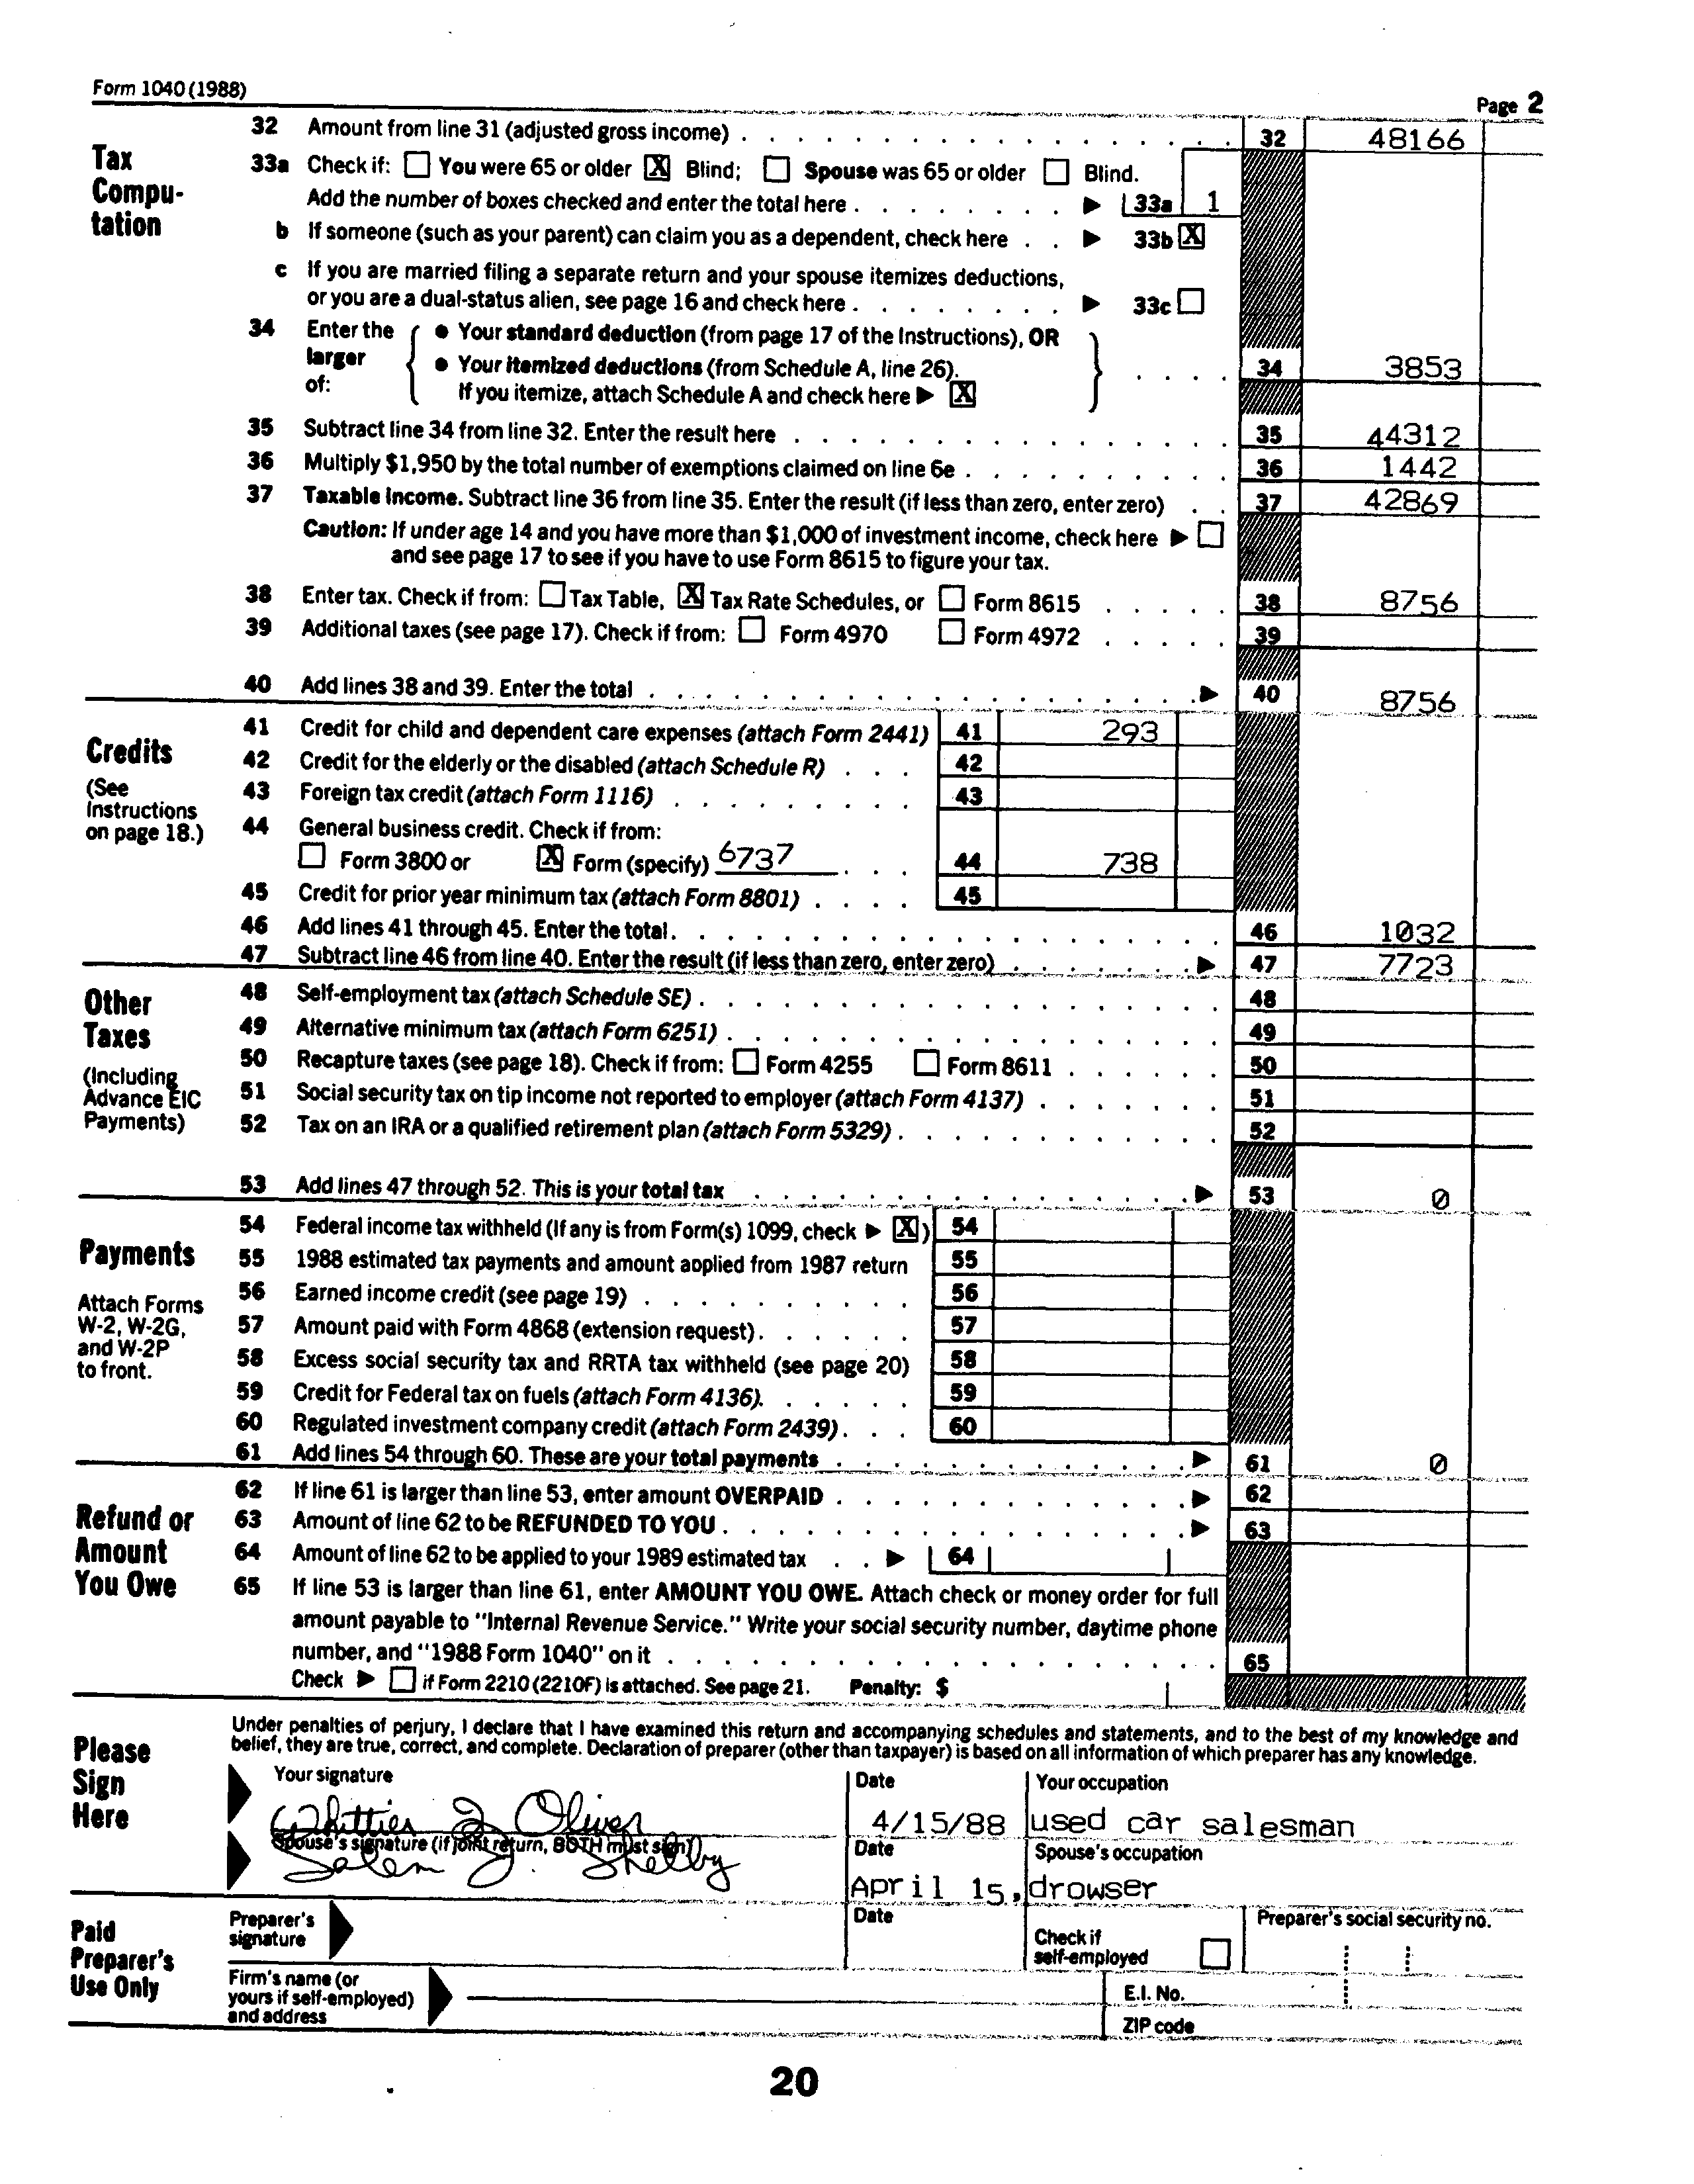 Form 1040 (1988)
Page 2
Tax Compu-tation
32 Amount from line 31 (adjusted gross income) . . . . 32 48166
33a Check if: ☐ You were 65 or older ☒ Blind; ☐ Spouse was 65 or older ☐ Blind.
Add the number of boxes checked and enter the total here . . . . ► 33a 1
b If someone (such as your parent) can claim you as a dependent, check here . . ► 33b ☒
c If you are married filing a separate return and your spouse itemizes deductions,
or you are a dual-status alien, see page 16 and check here . . . . ► 33c ☐
34 Enter the larger of: { ● Your standard deduction (from page 17 of the Instructions), OR
● Your itemized deductions (from Schedule A, line 26). } . . . . 34 3853
If you itemize, attach Schedule A and check here ► ☒
35 Subtract line 34 from line 32. Enter the result here . . . . 35 44312
36 Multiply $1,950 by the total number of exemptions claimed on line 6e . . . . 36 1442
37 Taxable income. Subtract line 36 from line 35. Enter the result (if less than zero, enter zero) . . 37 42869
Caution: If under age 14 and you have more than $1,000 of investment income, check here ► ☐
and see page 17 to see if you have to use Form 8615 to figure your tax.
38 Enter tax. Check if from: ☐ Tax Table, ☒ Tax Rate Schedules, or ☐ Form 8615 . . . . 38 8756
39 Additional taxes (see page 17). Check if from: ☐ Form 4970 ☐ Form 4972 . . . . 39
40 Add lines 38 and 39. Enter the total . . . . ► 40 8756
Credits
(See Instructions on page 18.)
41 Credit for child and dependent care expenses (attach Form 2441) 41 293
42 Credit for the elderly or the disabled (attach Schedule R) . . . 42
43 Foreign tax credit (attach Form 1116) . . . . 43
44 General business credit. Check if from:
☐ Form 3800 or ☒ Form (specify) 6737 . . . 44 738
45 Credit for prior year minimum tax (attach Form 8801) . . . . 45
46 Add lines 41 through 45. Enter the total . . . . 46 1032
47 Subtract line 46 from line 40. Enter the result (if less than zero, enter zero) . . . . ► 47 7723
Other Taxes
(Including Advance EIC Payments)
48 Self-employment tax (attach Schedule SE) . . . . 48
49 Alternative minimum tax (attach Form 6251) . . . . 49
50 Recapture taxes (see page 18). Check if from: ☐ Form 4255 ☐ Form 8611 . . . . 50
51 Social security tax on tip income not reported to employer (attach Form 4137) . . . . 51
52 Tax on an IRA or a qualified retirement plan (attach Form 5329) . . . . 52
53 Add lines 47 through 52. This is your total tax . . . . ► 53 0
Payments
Attach Forms W-2, W-2G, and W-2P to front.
54 Federal income tax withheld (If any is from Form(s) 1099, check ► ☒) 54
55 1988 estimated tax payments and amount applied from 1987 return 55
56 Earned income credit (see page 19) . . . . 56
57 Amount paid with Form 4868 (extension request) . . . . 57
58 Excess social security tax and RRTA tax withheld (see page 20) 58
59 Credit for Federal tax on fuels (attach Form 4136) . . . . 59
60 Regulated investment company credit (attach Form 2439) . . . 60
61 Add lines 54 through 60. These are your total payments . . . . ► 61 0
Refund or Amount You Owe
62 If line 61 is larger than line 53, enter amount OVERPAID . . . . ► 62
63 Amount of line 62 to be REFUNDED TO YOU . . . . ► 63
64 Amount of line 62 to be applied to your 1989 estimated tax . . ► 64
65 If line 53 is larger than line 61, enter AMOUNT YOU OWE. Attach check or money order for full
amount payable to "Internal Revenue Service." Write your social security number, daytime phone
number, and "1988 Form 1040" on it . . . . 65
Check ► ☐ if Form 2210 (2210F) is attached. See page 21. Penalty: $
Please Sign Here
Under penalties of perjury, I declare that I have examined this return and accompanying schedules and statements, and to the best of my knowledge and
belief, they are true, correct, and complete. Declaration of preparer (other than taxpayer) is based on all information of which preparer has any knowledge.
Your signature Date Your occupation
Whittier J Oliver 4/15/88 used car salesman
Spouse's signature (if joint return, BOTH must sign) Date Spouse's occupation
Salem J. Shelby April 15, drowser
Paid Preparer's Use Only
Preparer's signature Date Check if self-employed ☐ Preparer's social security no.
Firm's name (or yours if self-employed) and address
E.I. No.
ZIP code
20